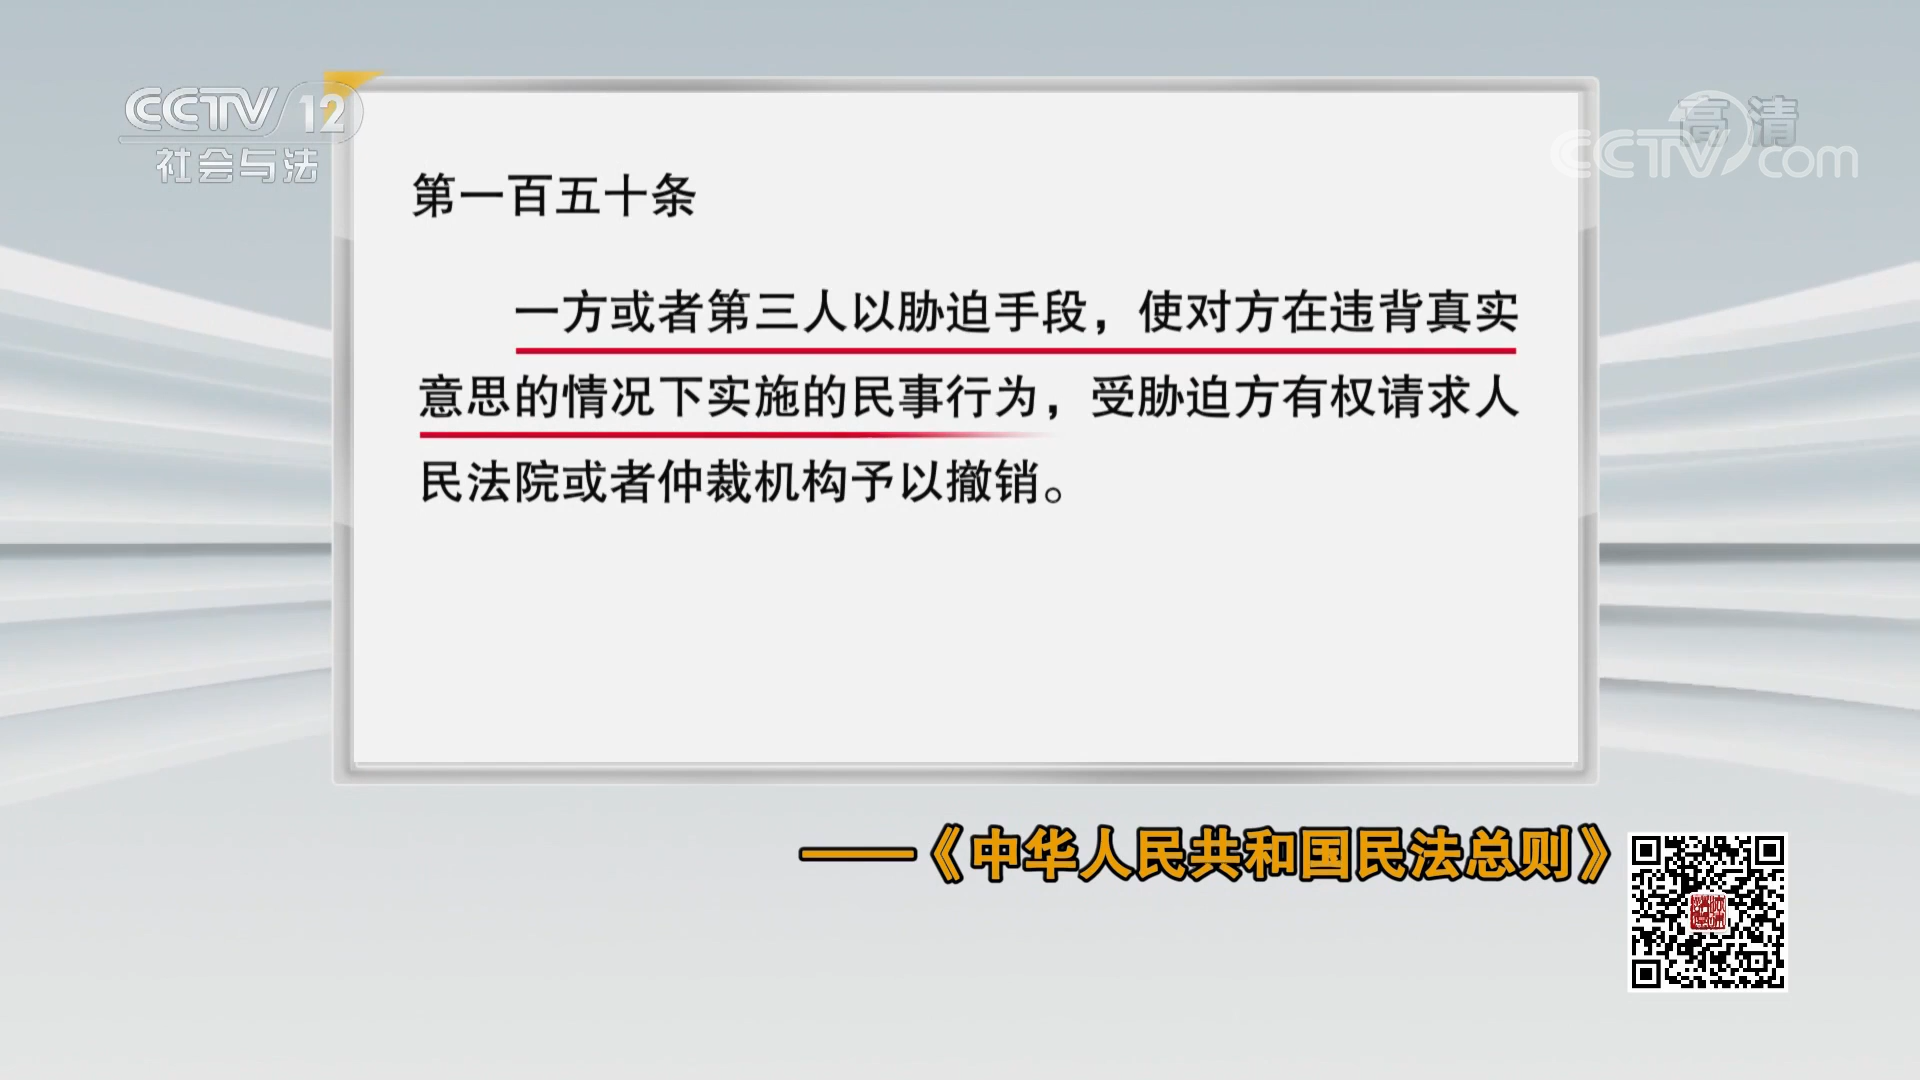 CCTV 12
社会与法
高清
CCTV.com
第一百五十条
一方或者第三人以胁迫手段，使对方在违背真实
意思的情况下实施的民事行为，受胁迫方有权请求人
民法院或者仲裁机构予以撤销。
——《中华人民共和国民法总则》